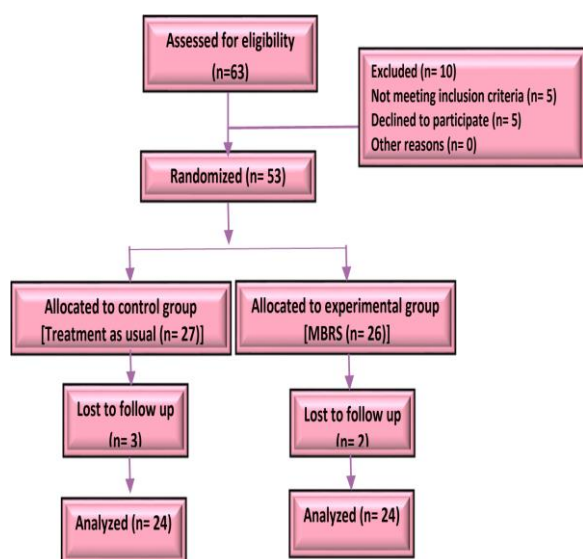 Assessed for eligibility
(n=63)
Excluded (n= 10)
Not meeting inclusion criteria (n= 5)
Declined to participate (n= 5)
Other reasons (n= 0)
Randomized (n= 53)
Allocated to control group
[Treatment as usual (n= 27)]
Allocated to experimental group
[MBRS (n= 26)]
Lost to follow up
(n= 3)
Lost to follow up
(n= 2)
Analyzed (n= 24)
Analyzed (n= 24)